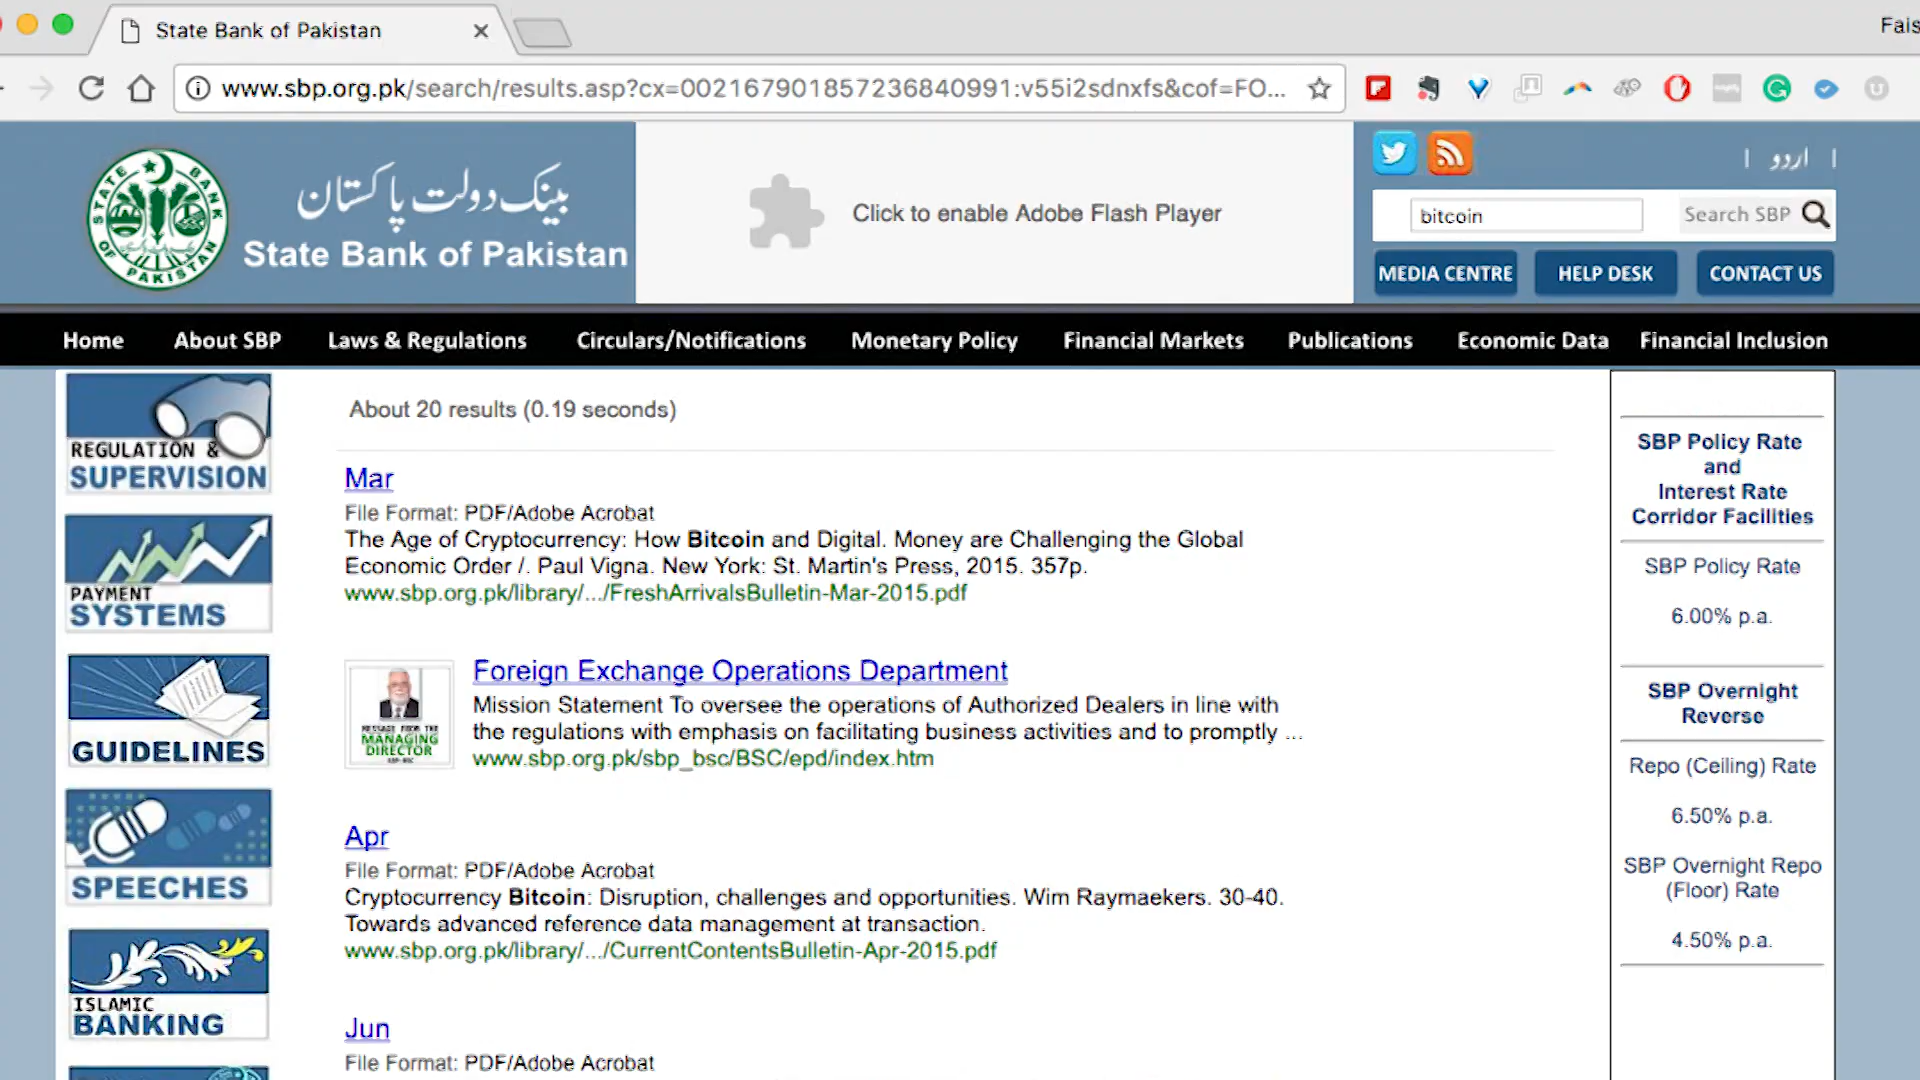 State Bank of Pakistan
Fais
www.sbp.org.pk/search/results.asp?cx=002167901857236840991:v55i2sdnxfs&cof=FO...
STATE BANK OF PAKISTAN
بینک دولت پاکستان
State Bank of Pakistan
Click to enable Adobe Flash Player
| اردو |
bitcoin
Search SBP
MEDIA CENTRE
HELP DESK
CONTACT US
Home About SBP Laws & Regulations Circulars/Notifications Monetary Policy Financial Markets Publications Economic Data Financial Inclusion
REGULATION &
SUPERVISION
PAYMENT
SYSTEMS
GUIDELINES
SPEECHES
ISLAMIC
BANKING
About 20 results (0.19 seconds)
Mar
File Format: PDF/Adobe Acrobat
The Age of Cryptocurrency: How Bitcoin and Digital. Money are Challenging the Global
Economic Order /. Paul Vigna. New York: St. Martin's Press, 2015. 357p.
www.sbp.org.pk/library/.../FreshArrivalsBulletin-Mar-2015.pdf
MESSAGE FROM THE
MANAGING
DIRECTOR
SBP-BSC
Foreign Exchange Operations Department
Mission Statement To oversee the operations of Authorized Dealers in line with
the regulations with emphasis on facilitating business activities and to promptly ...
www.sbp.org.pk/sbp_bsc/BSC/epd/index.htm
Apr
File Format: PDF/Adobe Acrobat
Cryptocurrency Bitcoin: Disruption, challenges and opportunities. Wim Raymaekers. 30-40.
Towards advanced reference data management at transaction.
www.sbp.org.pk/library/.../CurrentContentsBulletin-Apr-2015.pdf
Jun
File Format: PDF/Adobe Acrobat
SBP Policy Rate
and
Interest Rate
Corridor Facilities
SBP Policy Rate
6.00% p.a.
SBP Overnight
Reverse
Repo (Ceiling) Rate
6.50% p.a.
SBP Overnight Repo
(Floor) Rate
4.50% p.a.